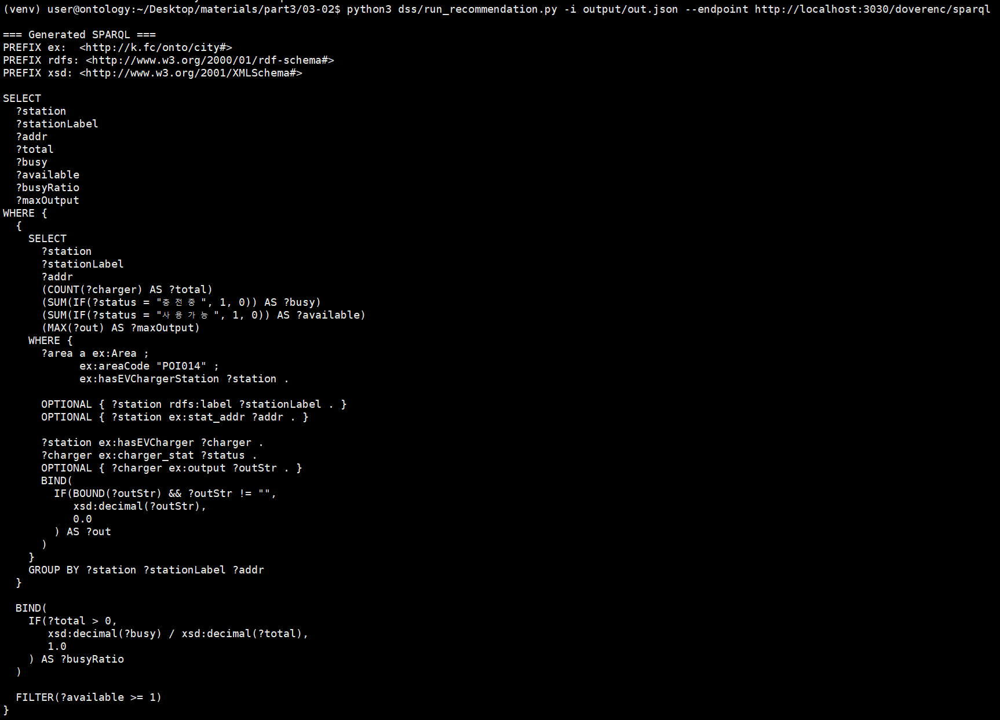 (venv) user@ontology:~/Desktop/materials/part3/03-02$ python3 dss/run_recommendation.py -i output/out.json --endpoint http://localhost:3030/doverenc/sparql

=== Generated SPARQL ===
PREFIX ex:  <http://k.fc/onto/city#>
PREFIX rdfs: <http://www.w3.org/2000/01/rdf-schema#>
PREFIX xsd: <http://www.w3.org/2001/XMLSchema#>

SELECT
  ?station
  ?stationLabel
  ?addr
  ?total
  ?busy
  ?available
  ?busyRatio
  ?maxOutput
WHERE {
  {
    SELECT
      ?station
      ?stationLabel
      ?addr
      (COUNT(?charger) AS ?total)
      (SUM(IF(?status = "충전중", 1, 0)) AS ?busy)
      (SUM(IF(?status = "사용가능", 1, 0)) AS ?available)
      (MAX(?out) AS ?maxOutput)
    WHERE {
      ?area a ex:Area ;
            ex:areaCode "POI014" ;
            ex:hasEVChargerStation ?station .

      OPTIONAL { ?station rdfs:label ?stationLabel . }
      OPTIONAL { ?station ex:stat_addr ?addr . }

      ?station ex:hasEVCharger ?charger .
      ?charger ex:charger_stat ?status .
      OPTIONAL { ?charger ex:output ?outStr . }
      BIND(
        IF(BOUND(?outStr) && ?outStr != "",
           xsd:decimal(?outStr),
           0.0
        ) AS ?out
      )
    }
    GROUP BY ?station ?stationLabel ?addr
  }

  BIND(
    IF(?total > 0,
       xsd:decimal(?busy) / xsd:decimal(?total),
       1.0
    ) AS ?busyRatio
  )

  FILTER(?available >= 1)
}